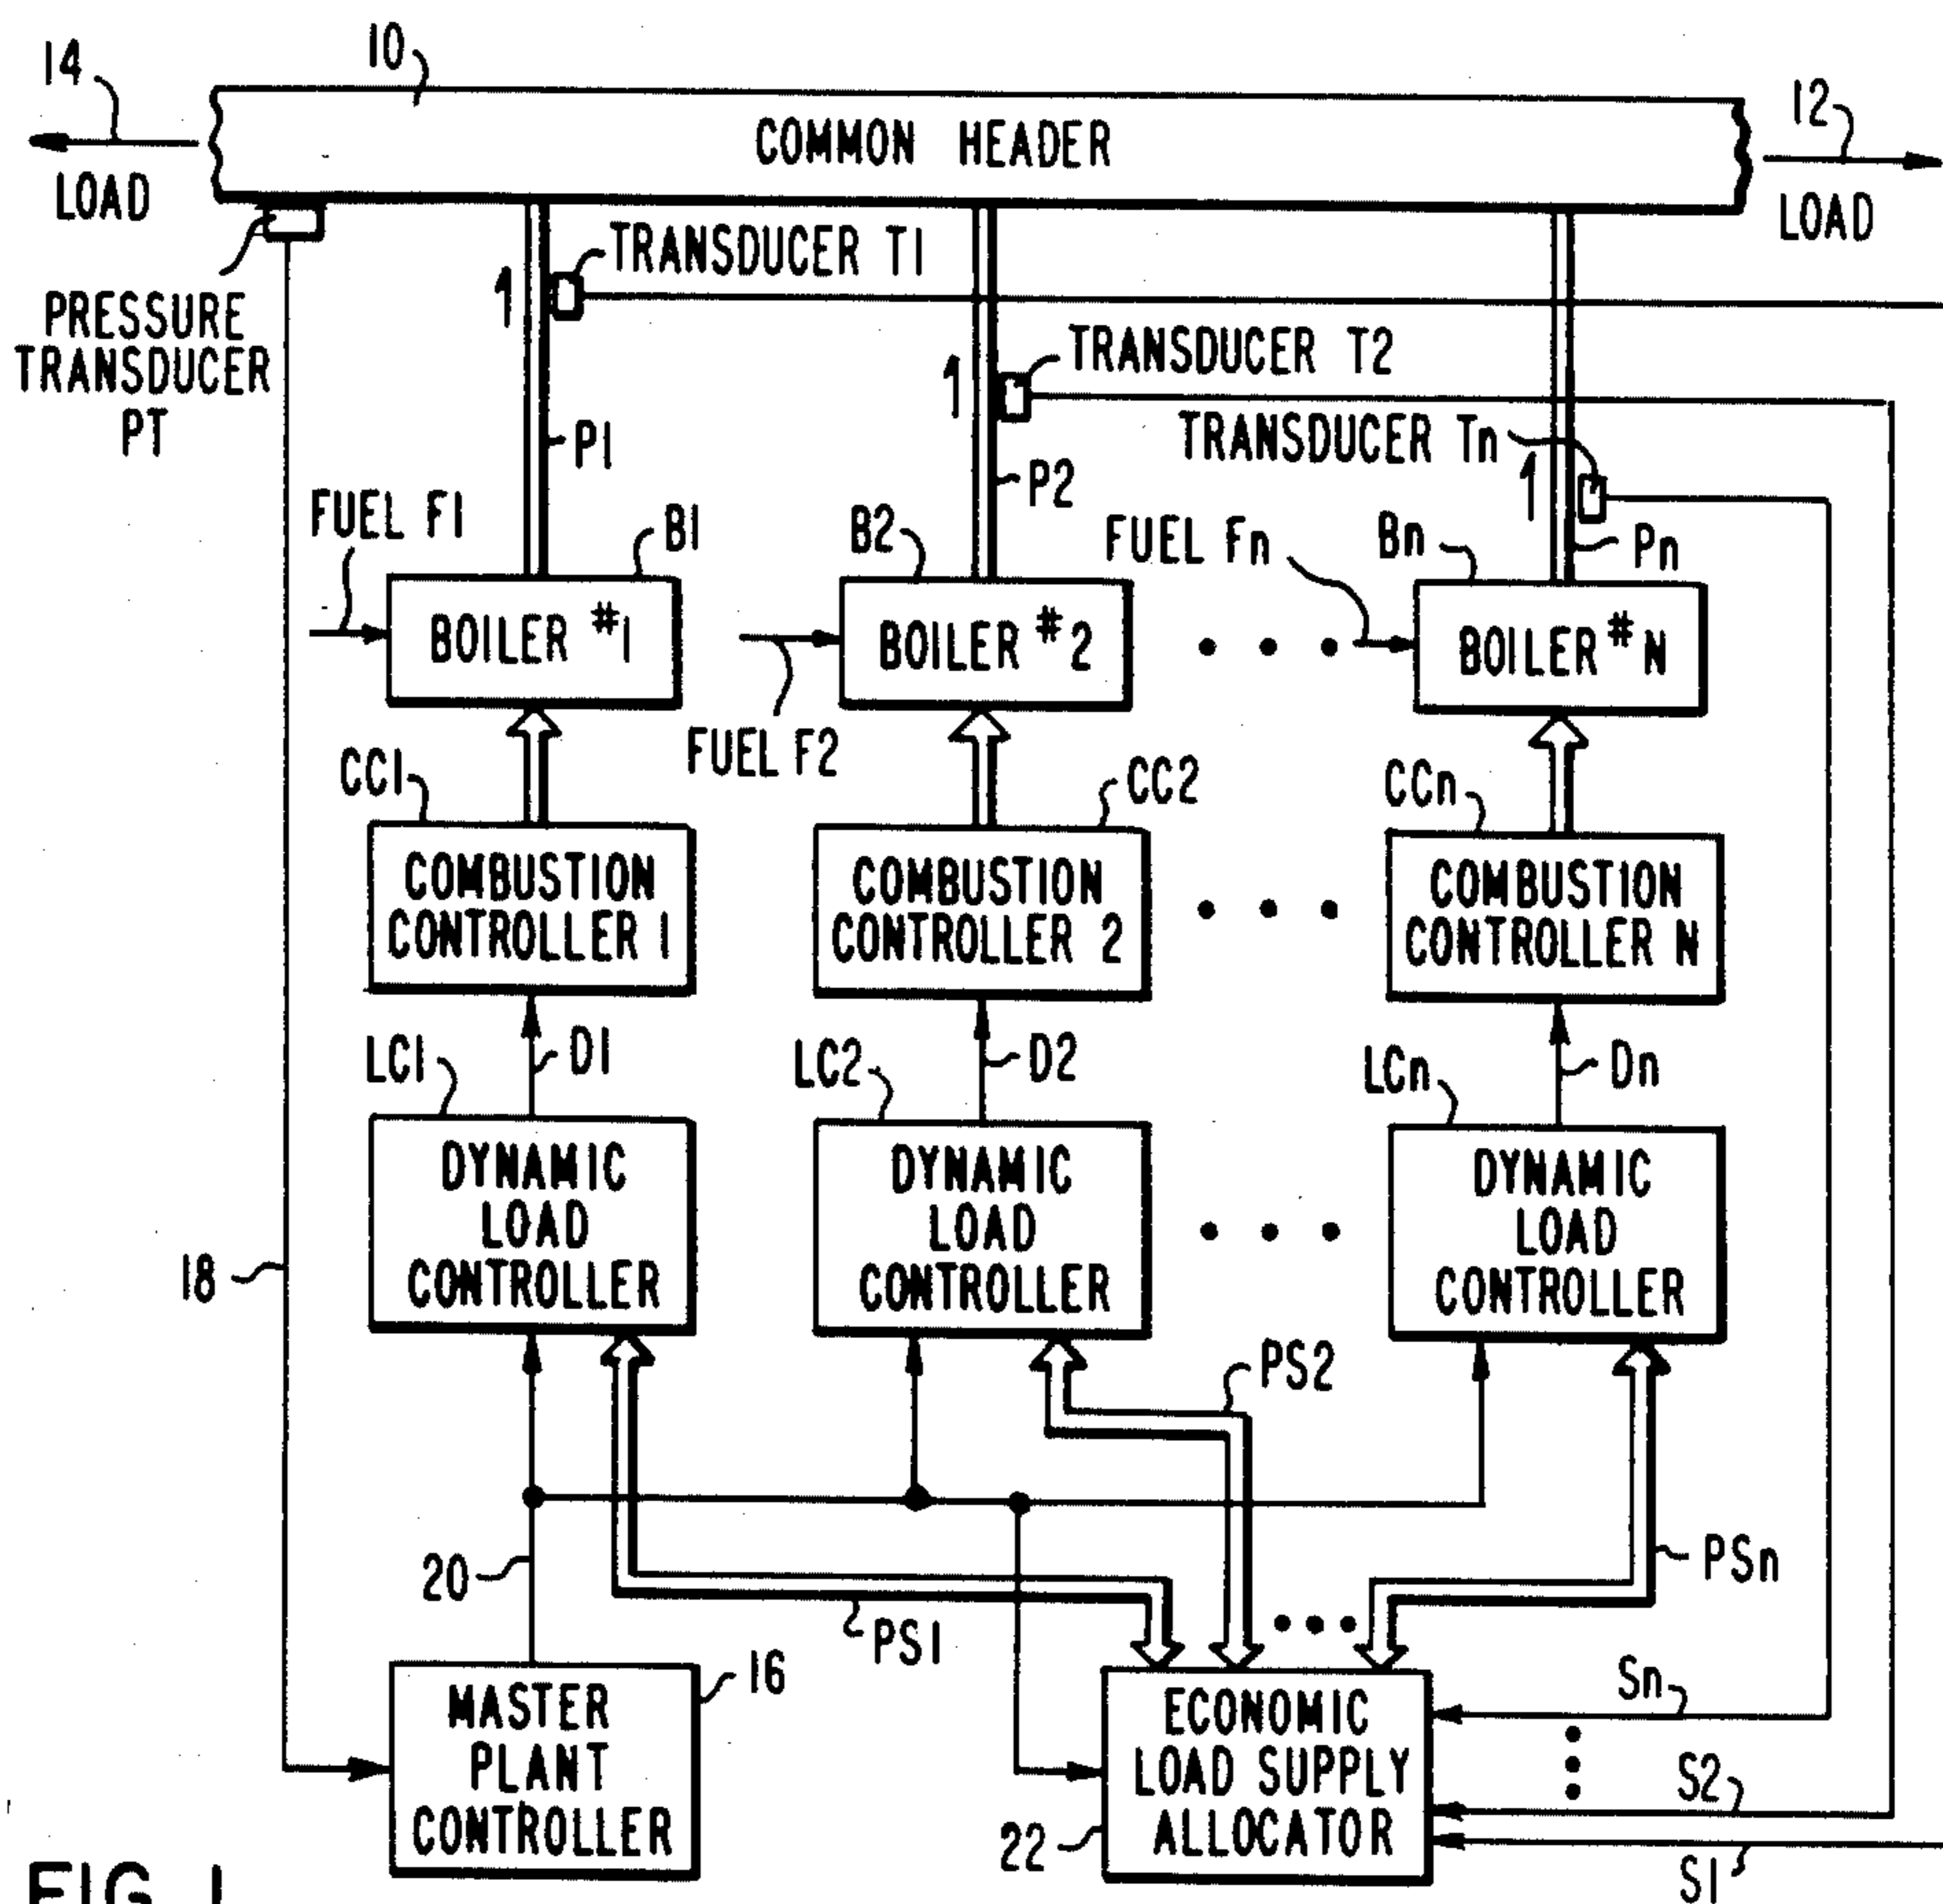 14
10
COMMON HEADER
12
LOAD
LOAD
TRANSDUCER T1
PRESSURE
TRANSDUCER
PT
TRANSDUCER T2
TRANSDUCER Tn
P1
P2
Pn
FUEL F1
B1
B2
FUEL Fn
Bn
BOILER #1
BOILER #2
BOILER #N
FUEL F2
CC1
CC2
CCn
COMBUSTION
CONTROLLER 1
COMBUSTION
CONTROLLER 2
COMBUSTION
CONTROLLER N
LC1
D1
LC2
D2
LCn
Dn
DYNAMIC
LOAD
CONTROLLER
DYNAMIC
LOAD
CONTROLLER
DYNAMIC
LOAD
CONTROLLER
18
PS2
20
PS1
PSn
16
MASTER
PLANT
CONTROLLER
ECONOMIC
LOAD SUPPLY
ALLOCATOR
22
Sn
S2
S1
FIG. 1